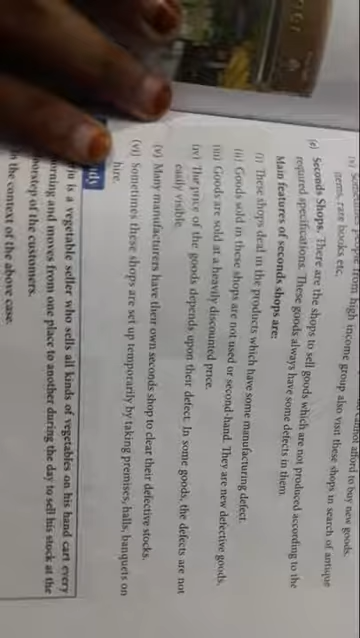 cannot afford to buy new goods.
people from high income group also visit these shops in search of antique
items, rare books etc.
(e) Seconds Shops. There are the shops to sell goods which are not produced according to the
required specifications. These goods always have some defects in them.
Main features of seconds shops are:
(i) These shops deal in the products which have some manufacturing defect.
(ii) Goods sold in these shops are not used or second-hand. They are new defective goods.
(iii) Goods are sold at a heavily discounted price.
(iv) The price of the goods depends upon their defect. In some goods, the defects are not
easily visible.
(v) Many manufacturers have their own seconds shop to clear their defective stocks.
(vi) Sometimes these shops are set up temporarily by taking premises, halls, banquets on
hire.
is a vegetable seller who sells all kinds of vegetables on his hand cart every
and moves from one place to another during the day to sell his stock at the
of the customers.
the context of the above case.